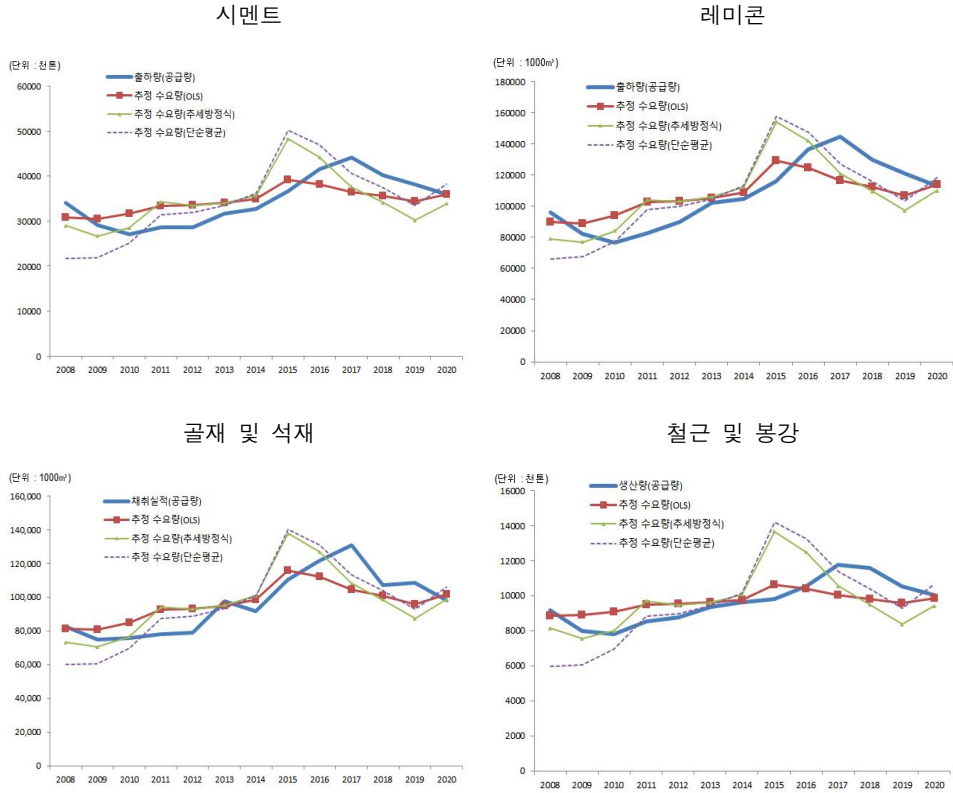 시멘트
(단위 : 천톤)
출하량(공급량)
추정 수요량(OLS)
추정 수요량(추세방정식)
추정 수요량(단순평균)
60000
50000
40000
30000
20000
10000
0
2008 2009 2010 2011 2012 2013 2014 2015 2016 2017 2018 2019 2020
레미콘
(단위 : 1000㎥)
출하량(공급량)
추정 수요량(OLS)
추정 수요량(추세방정식)
추정 수요량(단순평균)
180000
160000
140000
120000
100000
80000
60000
40000
20000
0
2008 2009 2010 2011 2012 2013 2014 2015 2016 2017 2018 2019 2020
골재 및 석재
(단위 : 1000㎥)
채취실적(공급량)
추정 수요량(OLS)
추정 수요량(추세방정식)
추정 수요량(단순평균)
160,000
140,000
120,000
100,000
80,000
60,000
40,000
20,000
0
2008 2009 2010 2011 2012 2013 2014 2015 2016 2017 2018 2019 2020
철근 및 봉강
(단위 : 천톤)
생산량(공급량)
추정 수요량(OLS)
추정 수요량(추세방정식)
추정 수요량(단순평균)
16000
14000
12000
10000
8000
6000
4000
2000
0
2008 2009 2010 2011 2012 2013 2014 2015 2016 2017 2018 2019 2020